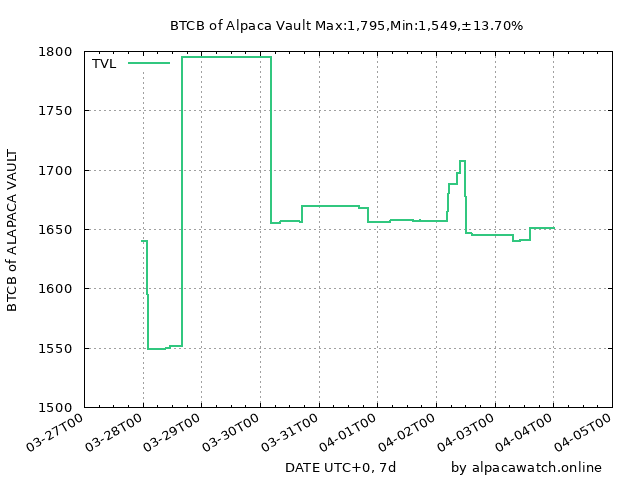 BTCB of Alpaca Vault Max:1,795,Min:1,549,±13.70%
TVL
BTCB of ALAPACA VAULT
1800
1750
1700
1650
1600
1550
1500
03-27T00
03-28T00
03-29T00
03-30T00
03-31T00
04-01T00
04-02T00
04-03T00
04-04T00
04-05T00
DATE UTC+0, 7d
by alpacawatch.online